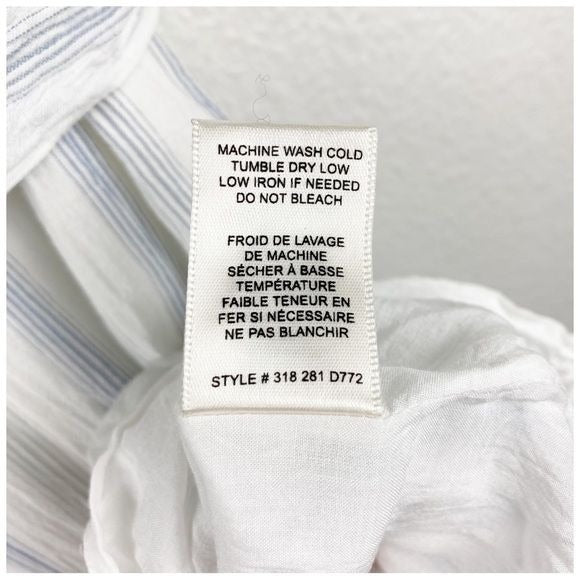 MACHINE WASH COLD
TUMBLE DRY LOW
LOW IRON IF NEEDED
DO NOT BLEACH
FROID DE LAVAGE
DE MACHINE
SÉCHER À BASSE
TEMPÉRATURE
FAIBLE TENEUR EN
FER SI NÉCESSAIRE
NE PAS BLANCHIR
STYLE # 318 281 D772